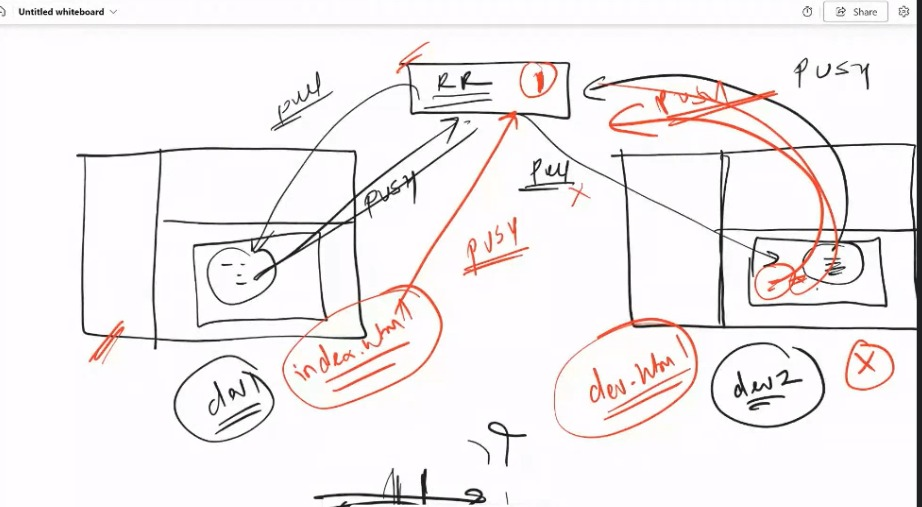 Untitled whiteboard
Share
RR
1
pull
PUSH
PUSH
PUSH
Pull
X
PUSH
index.html
dev1
dev.html
dev2
X